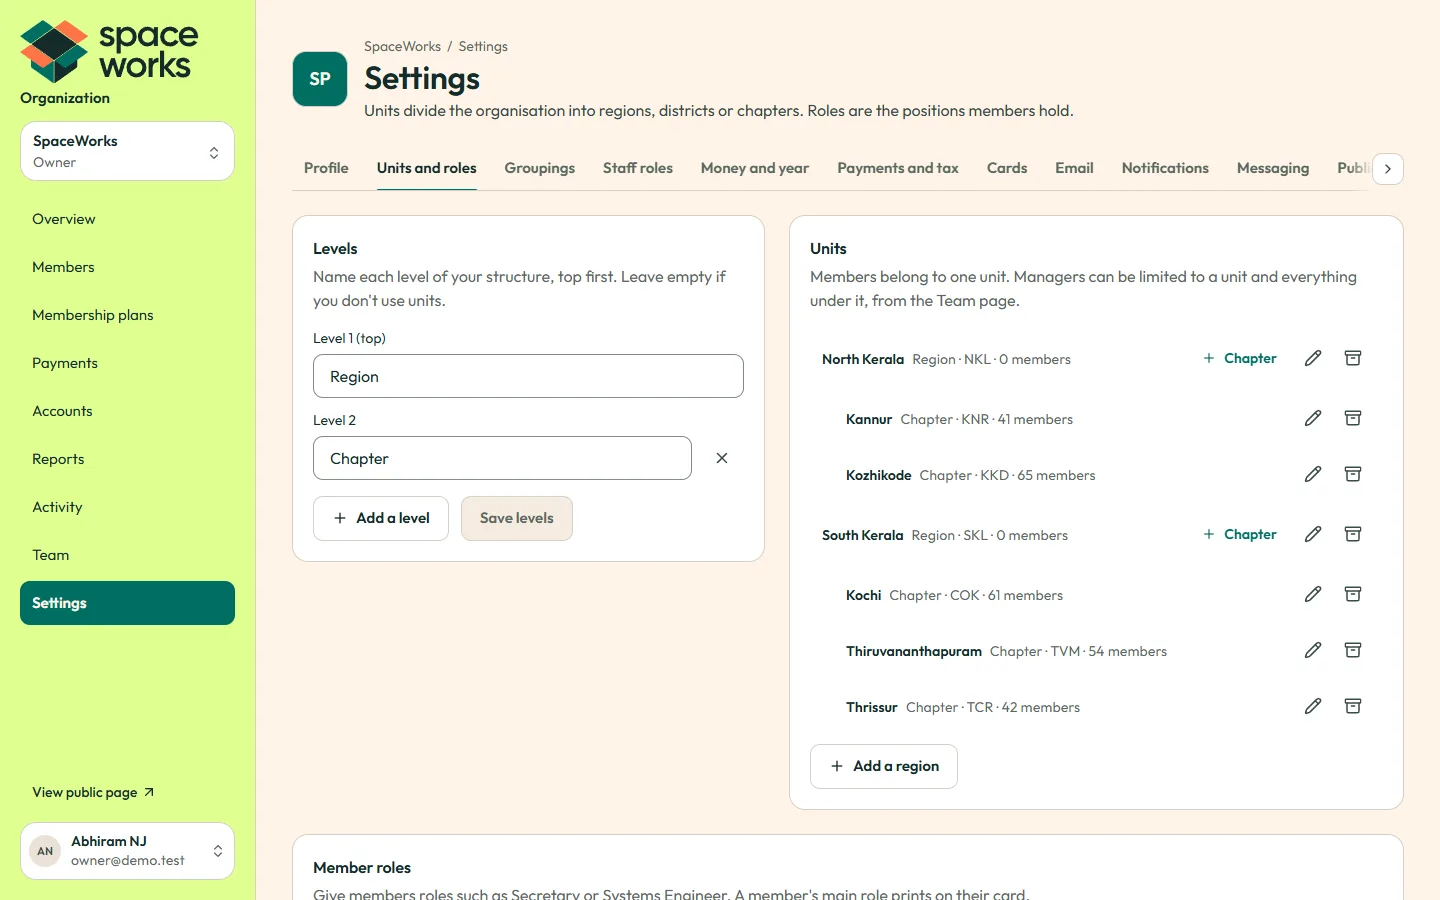 space
works
Organization
SpaceWorks
Owner
Overview
Members
Membership plans
Payments
Accounts
Reports
Activity
Team
Settings
View public page
AN
Abhiram NJ
owner@demo.test
SP
SpaceWorks / Settings
Settings
Units divide the organisation into regions, districts or chapters. Roles are the positions members hold.
Profile Units and roles Groupings Staff roles Money and year Payments and tax Cards Email Notifications Messaging
Levels
Name each level of your structure, top first. Leave empty if
you don't use units.
Level 1 (top)
Region
Level 2
Chapter
+ Add a level
Save levels
Units
Members belong to one unit. Managers can be limited to a unit and everything
under it, from the Team page.
North Kerala Region · NKL · 0 members + Chapter
Kannur Chapter · KNR · 41 members
Kozhikode Chapter · KKD · 65 members
South Kerala Region · SKL · 0 members + Chapter
Kochi Chapter · COK · 61 members
Thiruvananthapuram Chapter · TVM · 54 members
Thrissur Chapter · TCR · 42 members
+ Add a region
Member roles
Give members roles such as Secretary or Systems Engineer. A member's main role prints on their card.